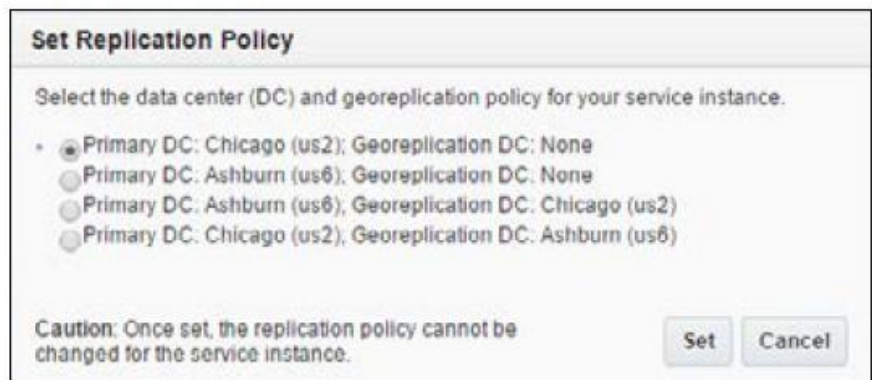 Set Replication Policy
Select the data center (DC) and georeplication policy for your service instance.
Primary DC: Chicago (us2); Georeplication DC: None
Primary DC: Ashburn (us6), Georeplication DC: None
Primary DC: Ashburn (us6), Georeplication DC: Chicago (us2)
Primary DC: Chicago (us2), Georeplication DC: Ashburn (us6)
Caution: Once set, the replication policy cannot be
changed for the service instance.
Set
Cancel